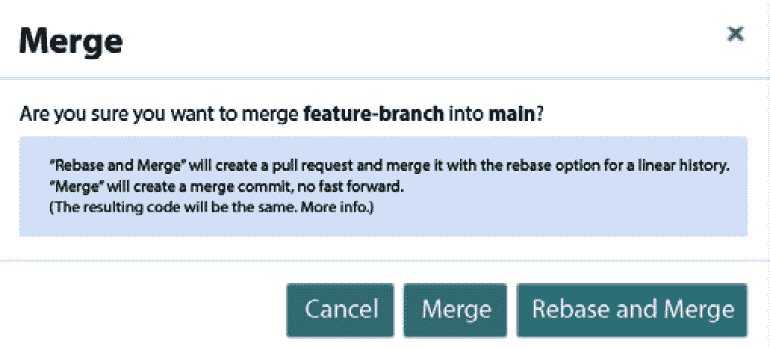 Merge ×
Are you sure you want to merge feature-branch into main?
"Rebase and Merge" will create a pull request and merge it with the rebase option for a linear history.
"Merge" will create a merge commit, no fast forward.
(The resulting code will be the same. More info.)
Cancel Merge Rebase and Merge